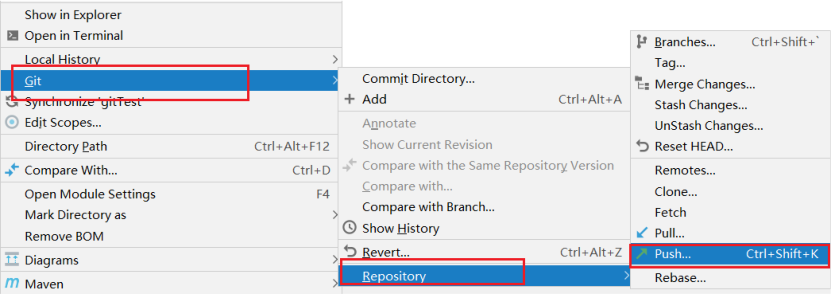 Show in Explorer
Open in Terminal
Local History
Git
Synchronize 'gitTest'
Edit Scopes...
Directory Path Ctrl+Alt+F12
Compare With... Ctrl+D
Open Module Settings F4
Mark Directory as
Remove BOM
Diagrams
Maven
Commit Directory...
Add Ctrl+Alt+A
Annotate
Show Current Revision
Compare with the Same Repository Version
Compare with...
Compare with Branch...
Show History
Revert... Ctrl+Alt+Z
Repository
Branches... Ctrl+Shift+`
Tag...
Merge Changes...
Stash Changes...
UnStash Changes...
Reset HEAD...
Remotes...
Clone...
Fetch
Pull...
Push... Ctrl+Shift+K
Rebase...